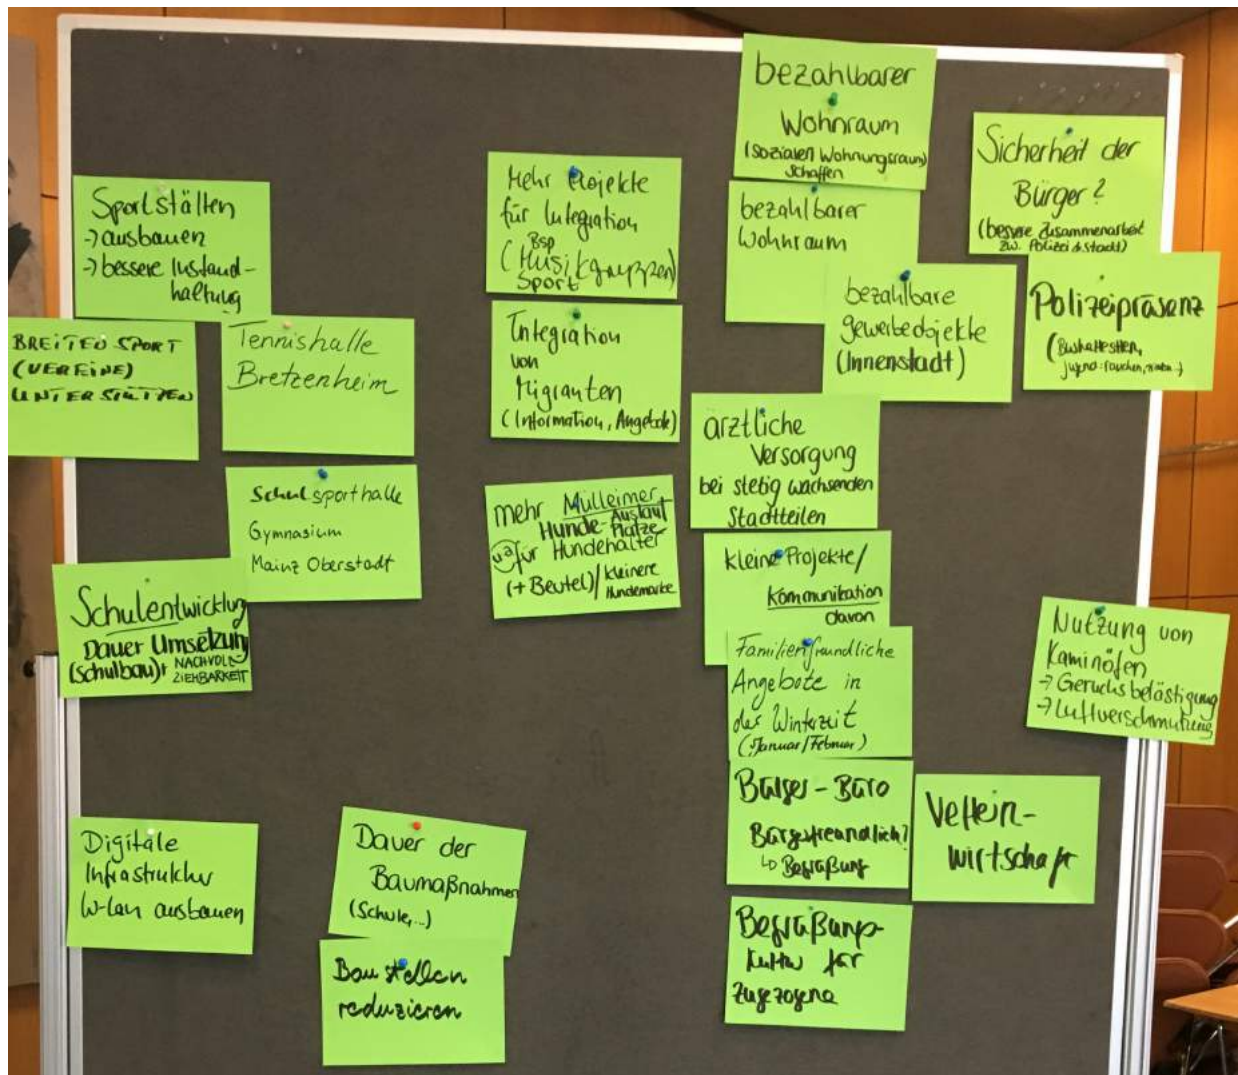 Sportstätten
-> ausbauen
-> bessere Instand-
haltung
BREITEN SPORT
(VEREINE)
UNTERSTÜTZEN
Tennishalle
Bretzenheim
Schulsporthalle
Gymnasium
Mainz Oberstadt
Schulentwicklung
Dauer Umsetzung
(Schulbau)+ NACHVOLL-
ZIEHBARKEIT
Digitale
Infrastruktur
W-lan ausbauen
Dauer der
Baumaßnahmen
(Schule,...)
Baustellen
reduzieren
Mehr Projekte
für Integration
(Bsp Musikgruppen)
Sport
Integration
von
Migranten
(Information, Angebote)
mehr Mülleimer
Hunde-Auslauf
Plätze
ua für Hundehalter
(+ Beutel)/ kleinere
Hundemarke
bezahlbarer
Wohnraum
(sozialen Wohnungsraum)
schaffen
bezahlbarer
Wohnraum
bezahlbare
gewerbeobjekte
(Innenstadt)
Sicherheit der
Bürger?
(bessere Zusammenarbeit
zw. Polizei & Stadt)
Polizeipräsenz
(Bushaltestellen,
Jugend: rauchen,
ärztliche
Versorgung
bei stetig wachsenden
Stadtteilen
kleine Projekte/
Kommunikation
davon
Familienfreundliche
Angebote in
der Winterzeit
(Januar/Februar)
Bürger-Büro
Bürgerfreundlich?
↳ Begrüßung
Begrüßungs-
kultur für
Zugezogene
wirtschaft
Nutzung von
Kaminöfen
-> Geruchsbelästigung
-> Luftverschmutzung